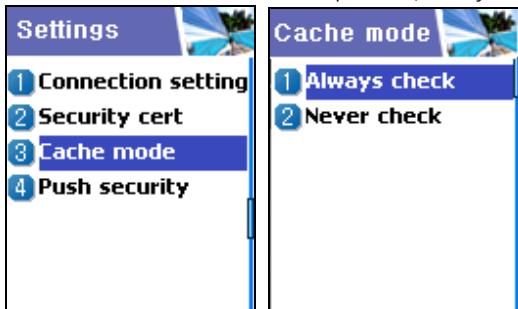 Settings
1 Connection setting
2 Security cert
3 Cache mode
4 Push security
Cache mode
1 Always check
2 Never check